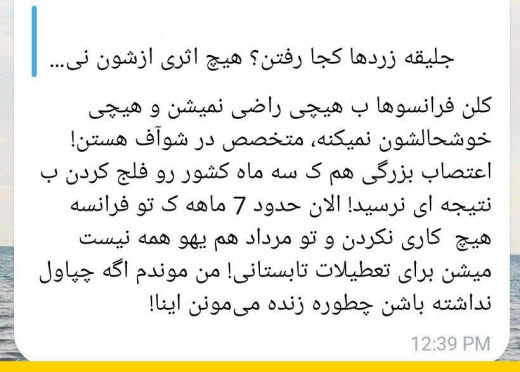 جلیقه زردها کجا رفتن؟ هیچ اثری ازشون نی...
کلن فرانسوها ب هیچی راضی نمیشن و هیچی
خوشحالشون نمیکنه، متخصص در شوآف هستن!
اعتصاب بزرگی هم ک سه ماه کشور رو فلج کردن ب
نتیجه ای نرسید! الان حدود 7 ماهه ک تو فرانسه
هیچ  کاری نکردن و تو مرداد هم یهو همه نیست
میشن برای تعطیلات تابستانی! من موندم اگه چپاول
نداشته باشن چطوره زنده می‌مونن اینا!
12:39 PM